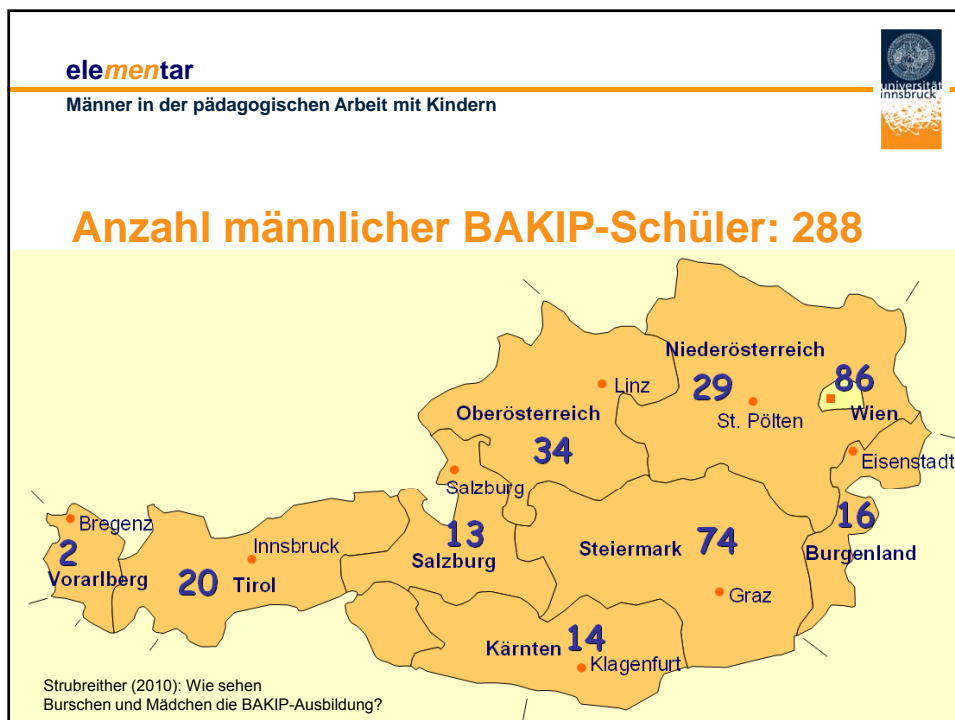 elementar
universität
innsbruck
Männer in der pädagogischen Arbeit mit Kindern
Anzahl männlicher BAKIP-Schüler: 288
Niederösterreich
29
86
Wien
Linz
St. Pölten
Oberösterreich
34
Eisenstadt
Salzburg
16
Burgenland
Bregenz
2
Vorarlberg
Innsbruck
20 Tirol
13
Salzburg
Steiermark 74
Graz
Kärnten 14
Klagenfurt
Strubreither (2010): Wie sehen
Burschen und Mädchen die BAKIP-Ausbildung?